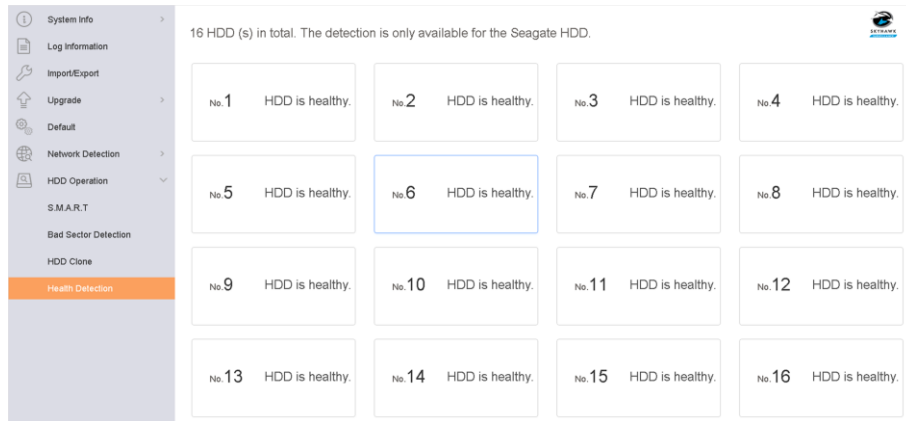 System Info
Log Information
Import/Export
Upgrade
Default
Network Detection
HDD Operation
S.M.A.R.T
Bad Sector Detection
HDD Clone
Health Detection
16 HDD (s) in total. The detection is only available for the Seagate HDD.
SKYHAWK
No.1 HDD is healthy.
No.2 HDD is healthy.
No.3 HDD is healthy.
No.4 HDD is healthy.
No.5 HDD is healthy.
No.6 HDD is healthy.
No.7 HDD is healthy.
No.8 HDD is healthy.
No.9 HDD is healthy.
No.10 HDD is healthy.
No.11 HDD is healthy.
No.12 HDD is healthy.
No.13 HDD is healthy.
No.14 HDD is healthy.
No.15 HDD is healthy.
No.16 HDD is healthy.